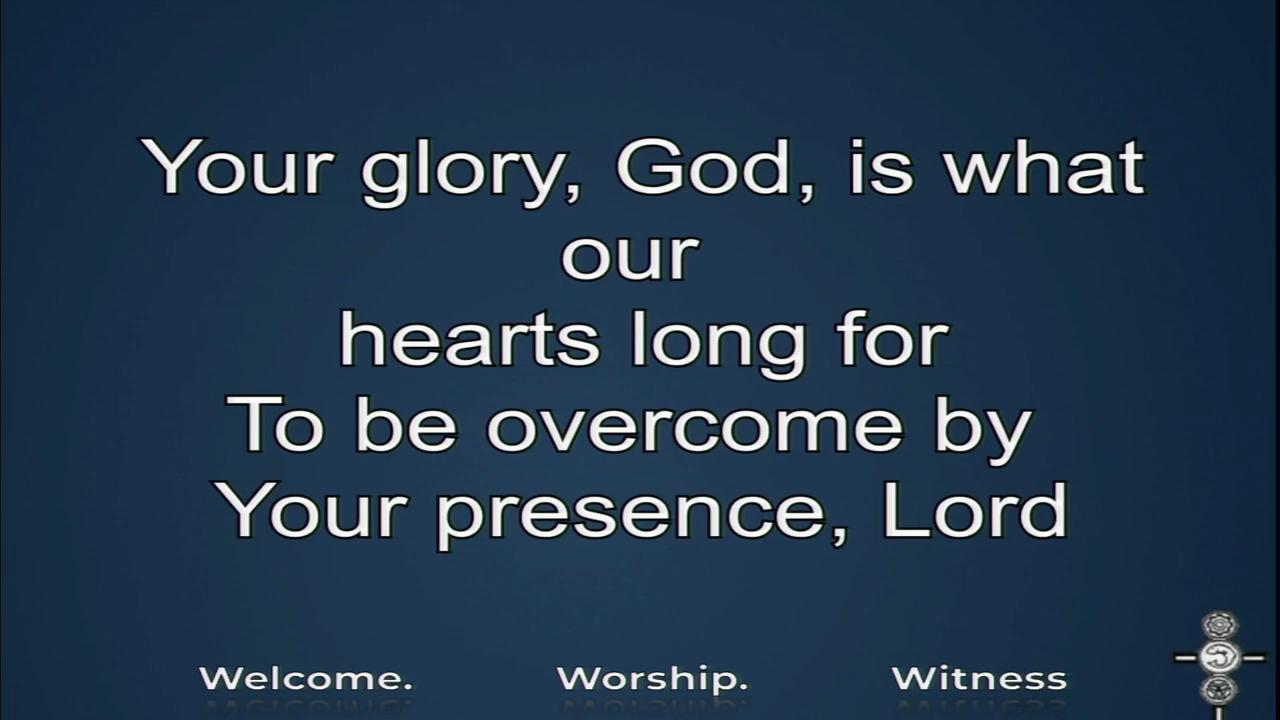 Your glory, God, is what
our
hearts long for
To be overcome by
Your presence, Lord
Welcome. Worship. Witness